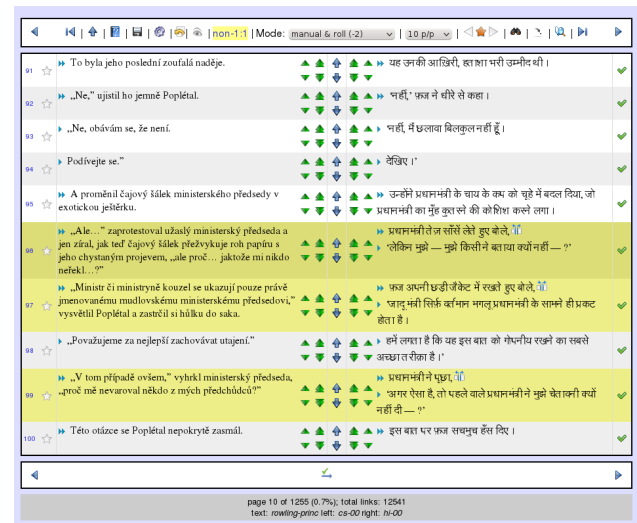 non-1:1 | Mode: manual & roll (-2) | 10 p/p
91 To byla jeho poslední zoufalá naděje. यह उनकी आख़िरी, हताशा भरी उम्मीद थी।
92 „Ne,” ujistil ho jemně Poplétal. ‘नहीं,’ फ़ज ने धीरे से कहा।
93 „Ne, obávám se, že není. ‘नहीं, मैं छलावा बिलकुल नहीं हूँ।
94 Podívejte se.” देखिए।’
95 A proměnil čajový šálek ministerského předsedy v उन्होंने प्रधानमंत्री के चाय के कप को चूहे में बदल दिया, जो
exotickou ještěrku. प्रधानमंत्री का मुँह कुतरने की कोशिश करने लगा।
„Ale…” zaprotestoval užaslý ministerský předseda a प्रधानमंत्री तेज़ साँसें लेते हुए बोले,
96 jen zíral, jak teď čajový šálek přežvykuje roh papíru s ‘लेकिन मुझे — मुझे किसी ने बताया क्यों नहीं — ?’
jeho chystaným projevem, „ale proč… jaktože mi nikdo
neřekl…?”
„Ministr či ministryně kouzel se ukazují pouze právě फ़ज अपनी छड़ी जैकेट में रखते हुए बोले,
97 jmenovanému mudlovskému ministerskému předsedovi,” ‘जादू मंत्री सिर्फ़ वर्तमान मगलू प्रधानमंत्री के सामने ही प्रकट
vysvětlil Poplétal a zastrčil si hůlku do saka. होता है।
98 „Považujeme za nejlepší zachovávat utajení.” हमें लगता है कि यह इस बात को गोपनीय रखने का सबसे
अच्छा तरीक़ा है।’
„V tom případě ovšem,” vyhrkl ministerský předseda, प्रधानमंत्री ने पूछा,
99 „proč mě nevaroval někdo z mých předchůdců?” ‘अगर ऐसा है, तो पहले वाले प्रधानमंत्री ने मुझे चेतावनी क्यों
नहीं दी — ?’
100 Této otázce se Poplétal nepokrytě zasmál. इस बात पर फ़ज सचमुच हँस दिए।
page 10 of 1255 (0.7%); total links: 12541
text: rowling-princ left: cs-00 right: hi-00